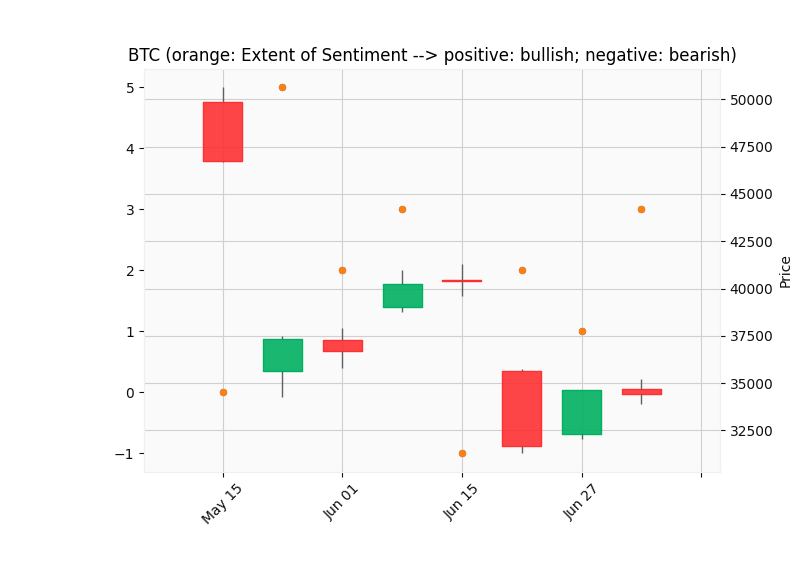 BTC (orange: Extent of Sentiment --> positive: bullish; negative: bearish)
5
4
3
2
1
0
−1
50000
47500
45000
42500
40000
37500
35000
32500
Price
May 15
Jun 01
Jun 15
Jun 27